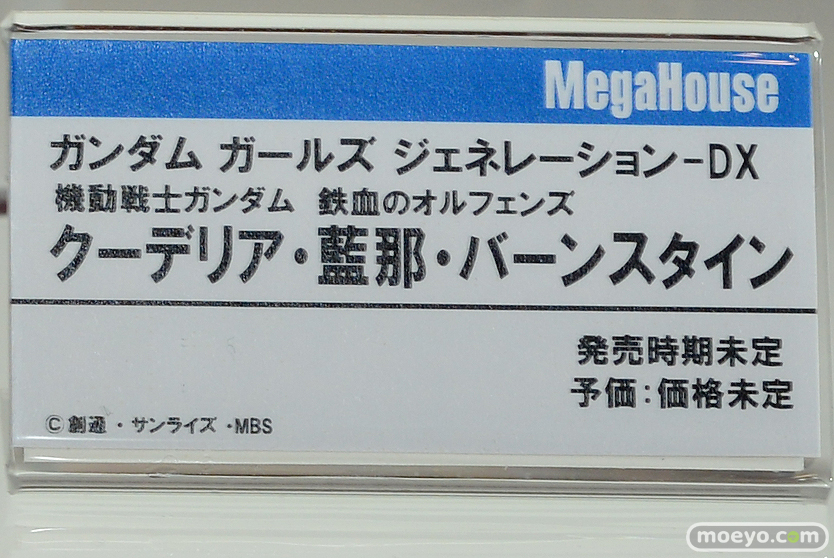 MegaHouse
ガンダム ガールズ ジェネレーション-DX
機動戦士ガンダム 鉄血のオルフェンズ
クーデリア・藍那・バーンスタイン
発売時期未定
予価:価格未定
©創通・サンライズ・MBS
moeyo.com